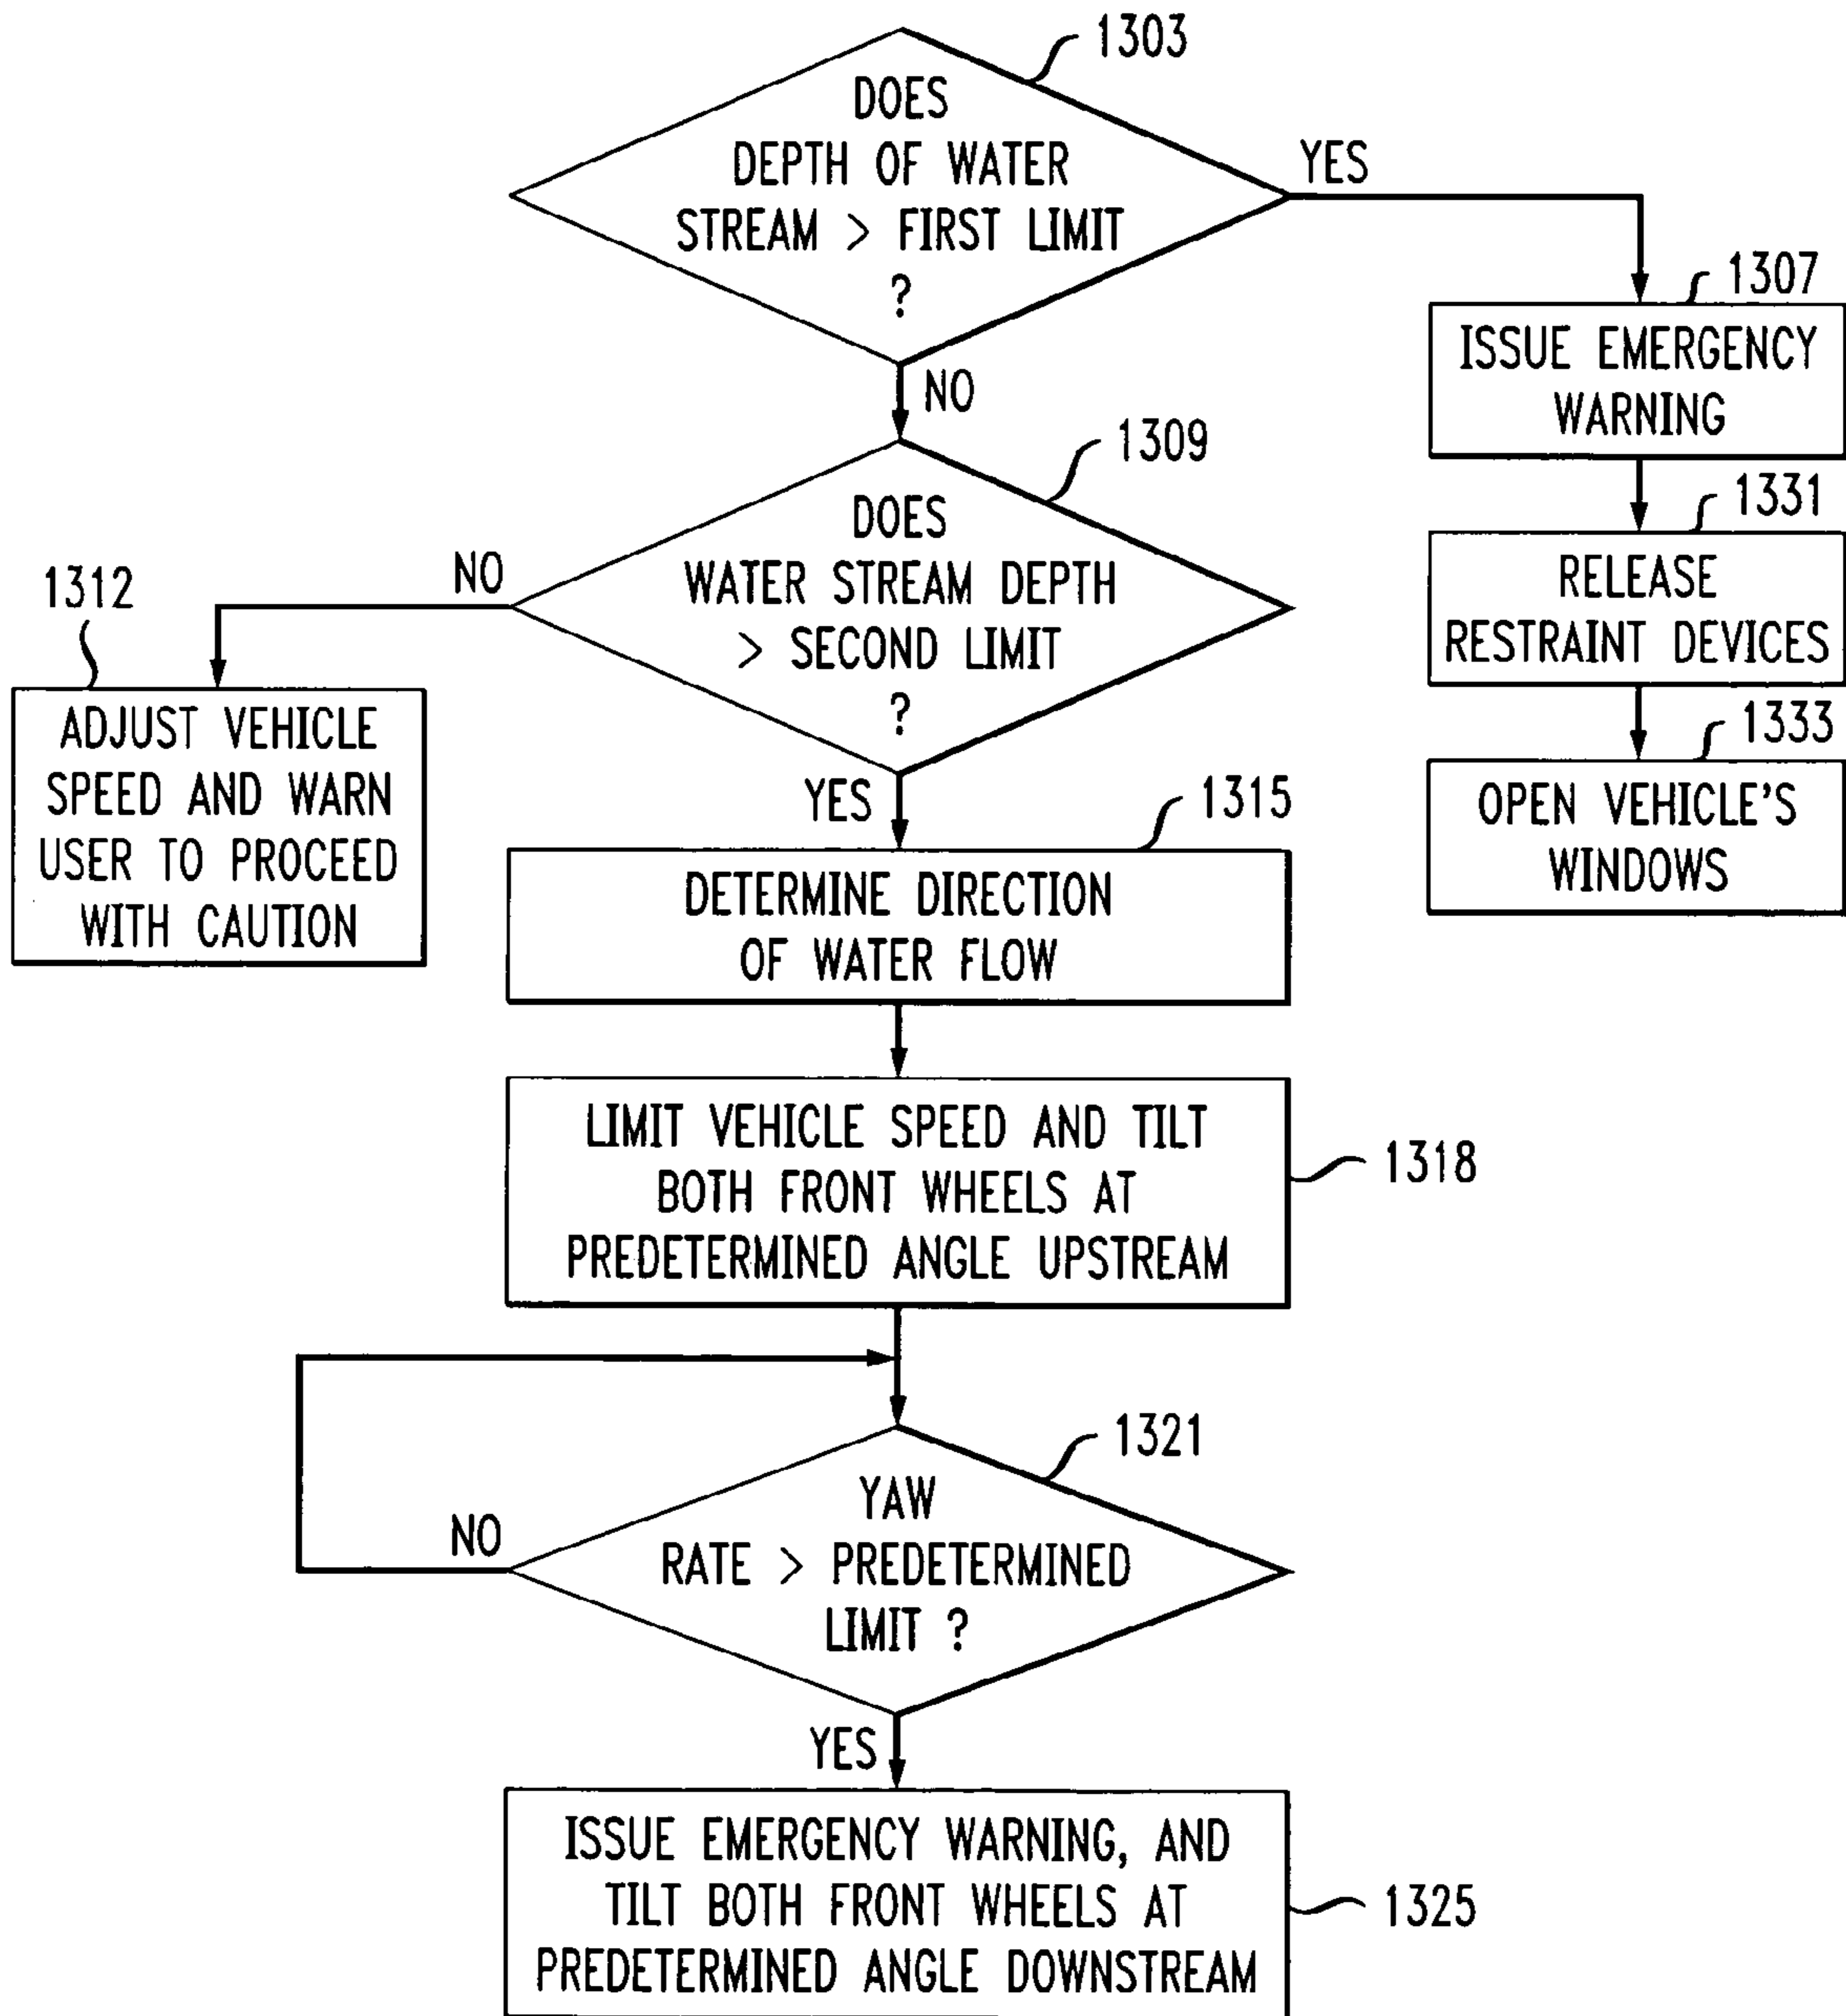 1303
DOES
DEPTH OF WATER
STREAM > FIRST LIMIT
?
YES
NO
1307
ISSUE EMERGENCY
WARNING
1331
RELEASE
RESTRAINT DEVICES
1333
OPEN VEHICLE'S
WINDOWS
1309
DOES
WATER STREAM DEPTH
> SECOND LIMIT
?
NO
YES
1312
ADJUST VEHICLE
SPEED AND WARN
USER TO PROCEED
WITH CAUTION
1315
DETERMINE DIRECTION
OF WATER FLOW
LIMIT VEHICLE SPEED AND TILT
BOTH FRONT WHEELS AT
PREDETERMINED ANGLE UPSTREAM
1318
1321
YAW
RATE > PREDETERMINED
LIMIT ?
NO
YES
ISSUE EMERGENCY WARNING, AND
TILT BOTH FRONT WHEELS AT
PREDETERMINED ANGLE DOWNSTREAM
1325